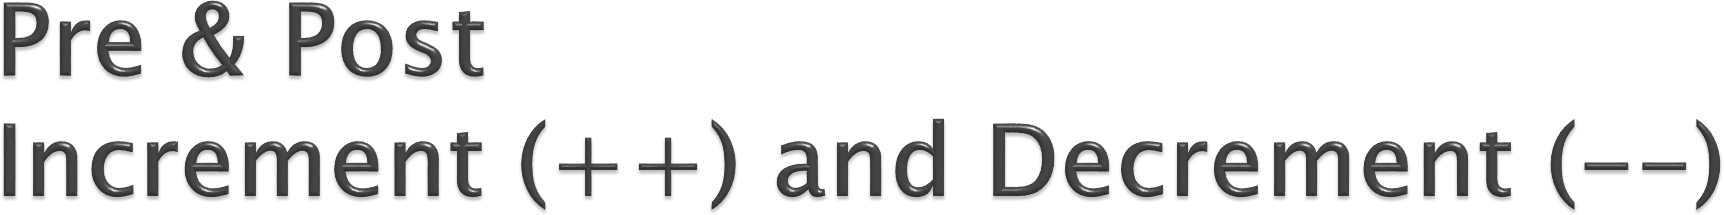 Pre & Post
Increment (++) and Decrement (--)